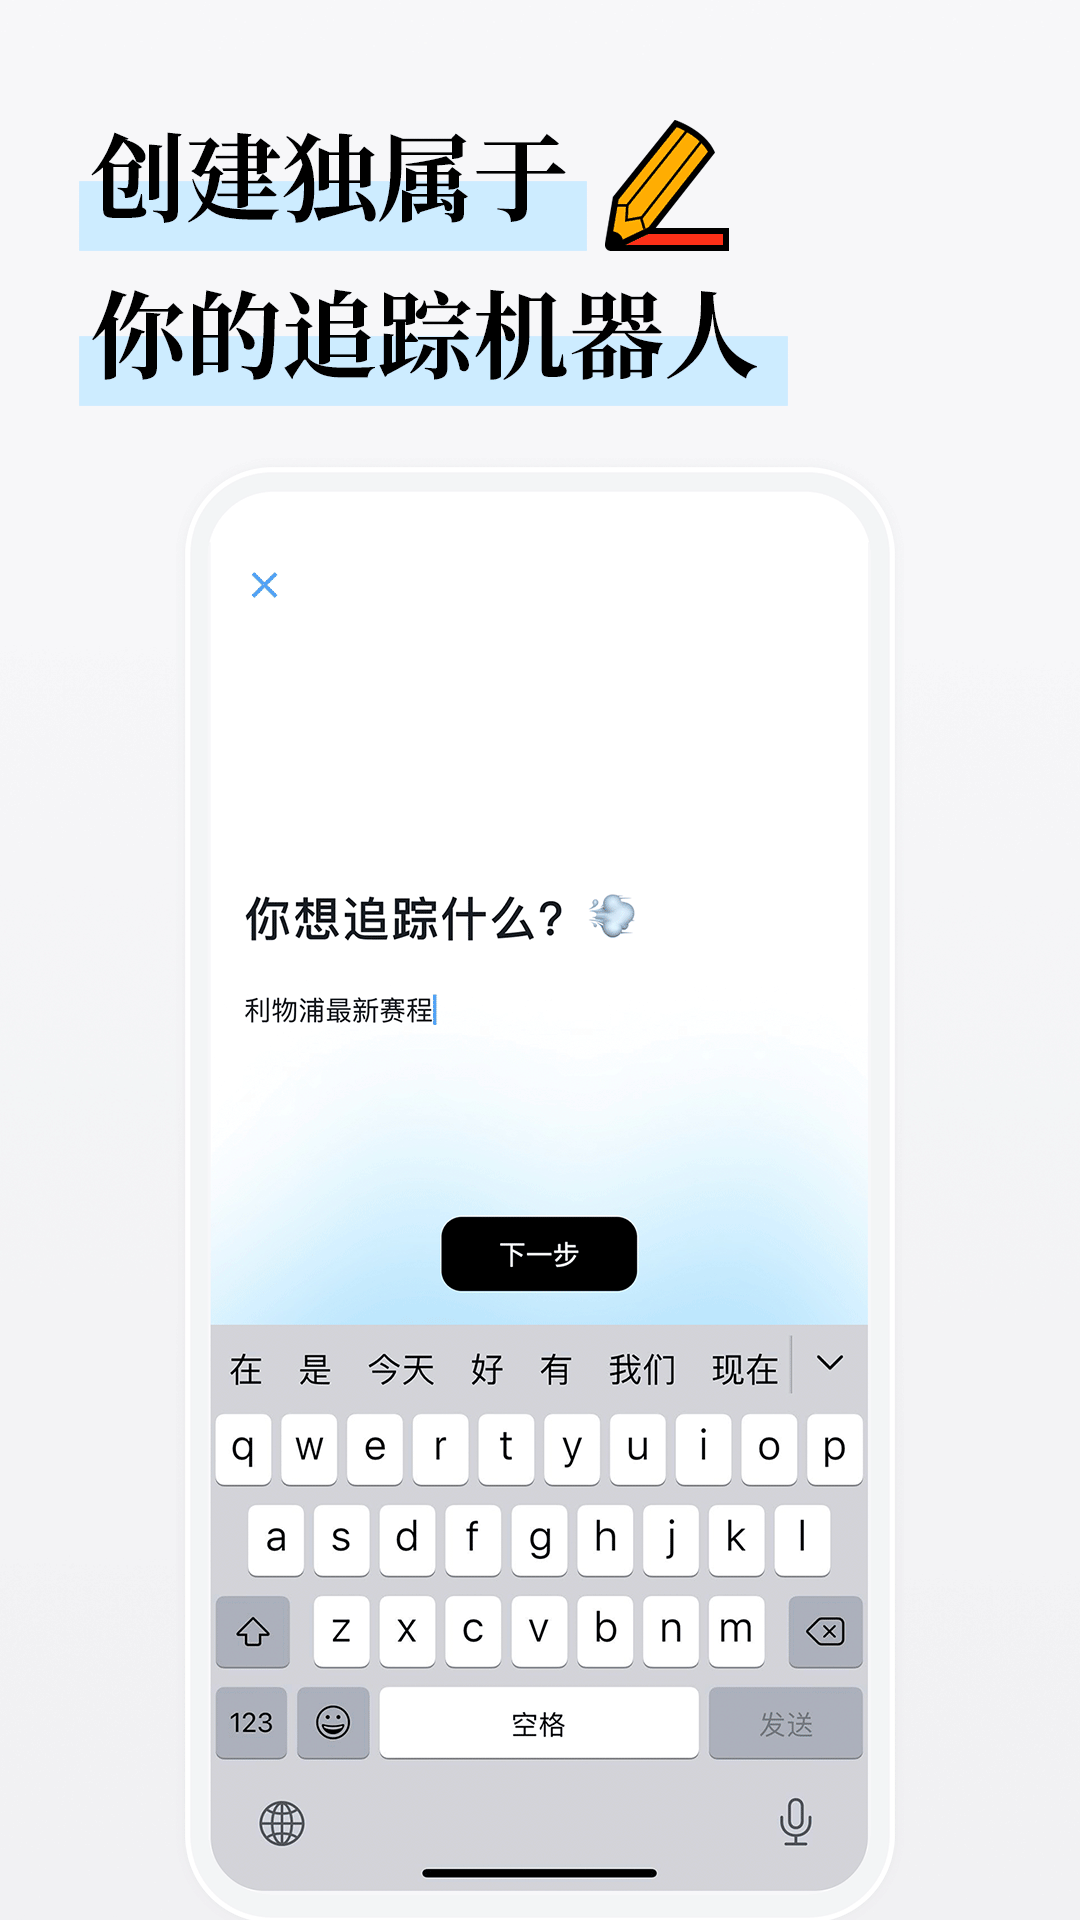 创建独属于
你的追踪机器人
你想追踪什么?
利物浦最新赛程
下一步
在 是 今天 好 有 我们 现在
q w e r t y u i o p
a s d f g h j k l
z x c v b n m
123 空格 发送